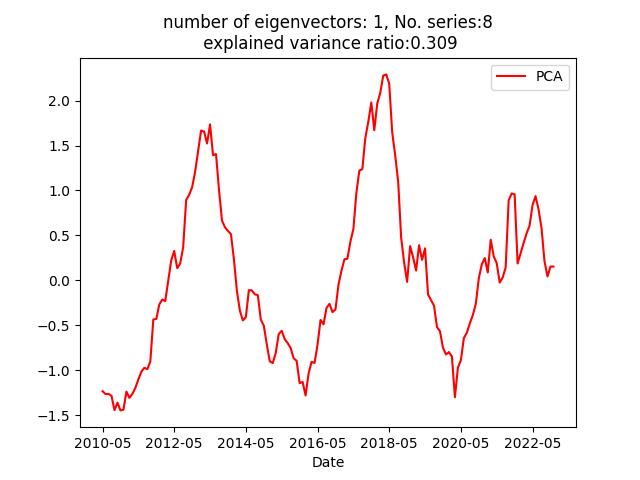 number of eigenvectors: 1, No. series:8
explained variance ratio:0.309
PCA
2.0
1.5
1.0
0.5
0.0
−0.5
−1.0
−1.5
2010-05 2012-05 2014-05 2016-05 2018-05 2020-05 2022-05
Date